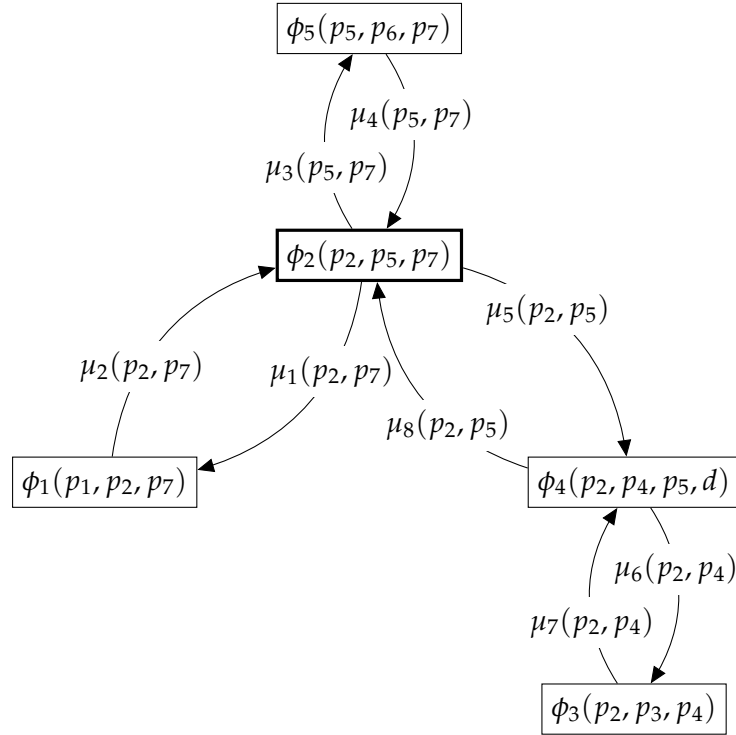 ϕ₅(p₅, p₆, p₇)
μ₄(p₅, p₇)
μ₃(p₅, p₇)
ϕ₂(p₂, p₅, p₇)
μ₅(p₂, p₅)
μ₂(p₂, p₇)
μ₁(p₂, p₇)
μ₈(p₂, p₅)
ϕ₁(p₁, p₂, p₇)
ϕ₄(p₂, p₄, p₅, d)
μ₆(p₂, p₄)
μ₇(p₂, p₄)
ϕ₃(p₂, p₃, p₄)